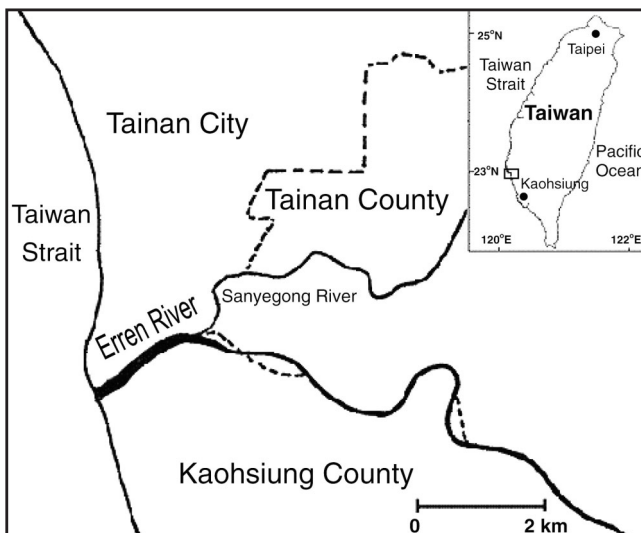 25°N
Taipei
Taiwan
Strait
Taiwan
Pacific
Ocean
23°N
Kaohsiung
120°E
122°E
Tainan City
Tainan County
Taiwan
Strait
Sanyegong River
Erren River
Kaohsiung County
0
2 km